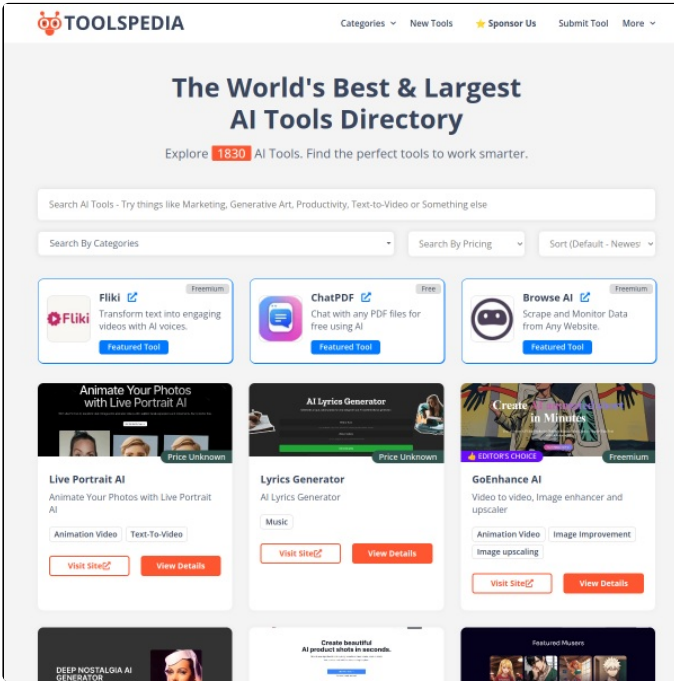 TOOLSPEDIA
Categories
New Tools
Sponsor Us
Submit Tool
More
The World's Best & Largest
AI Tools Directory
Explore 1830 AI Tools. Find the perfect tools to work smarter.
Search AI Tools - Try things like Marketing, Generative Art, Productivity, Text-to-Video or Something else
Search By Categories
Search By Pricing
Sort (Default - Newes
Freemium
Fliki
Fliki
Transform text into engaging
videos with AI voices.
Featured Tool
Free
ChatPDF
Chat with any PDF files for
free using AI
Featured Tool
Freemium
Browse AI
Scrape and Monitor Data
from Any Website.
Featured Tool
Animate Your Photos
with Live Portrait AI
Price Unknown
Live Portrait AI
Animate Your Photos with Live Portrait
AI
Animation Video
Text-To-Video
Visit Site
View Details
AI Lyrics Generator
Price Unknown
Lyrics Generator
AI Lyrics Generator
Music
Visit Site
View Details
Create
in Minutes
EDITOR'S CHOICE
Freemium
GoEnhance AI
Video to video, Image enhancer and
upscaler
Animation Video
Image Improvement
Image upscaling
Visit Site
View Details
DEEP NOSTALGIA AI
GENERATOR
Create beautiful
AI product shots in seconds.
Featured Musers